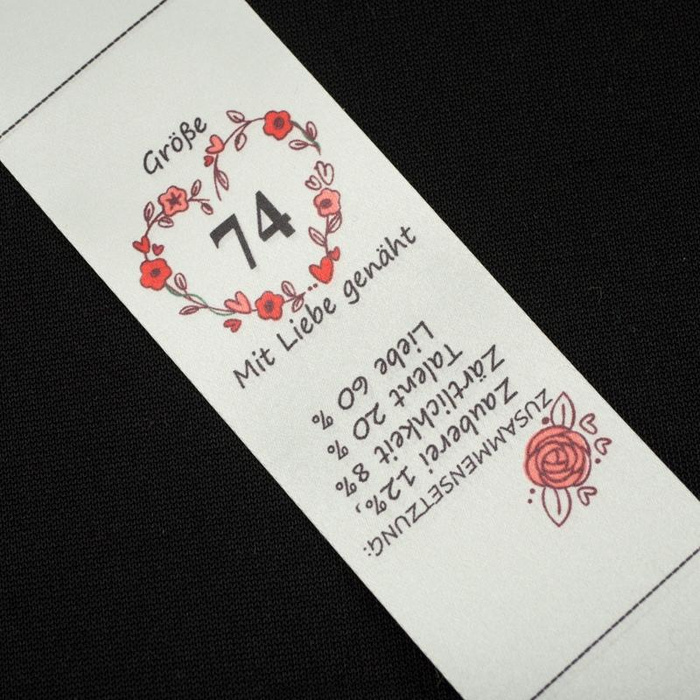 Größe
74
Mit Liebe genäht
ZUSAMMENSETZUNG:
Zauberei 12%,
Zärtlichkeit 8%
Talent 20 %
Liebe 60 %